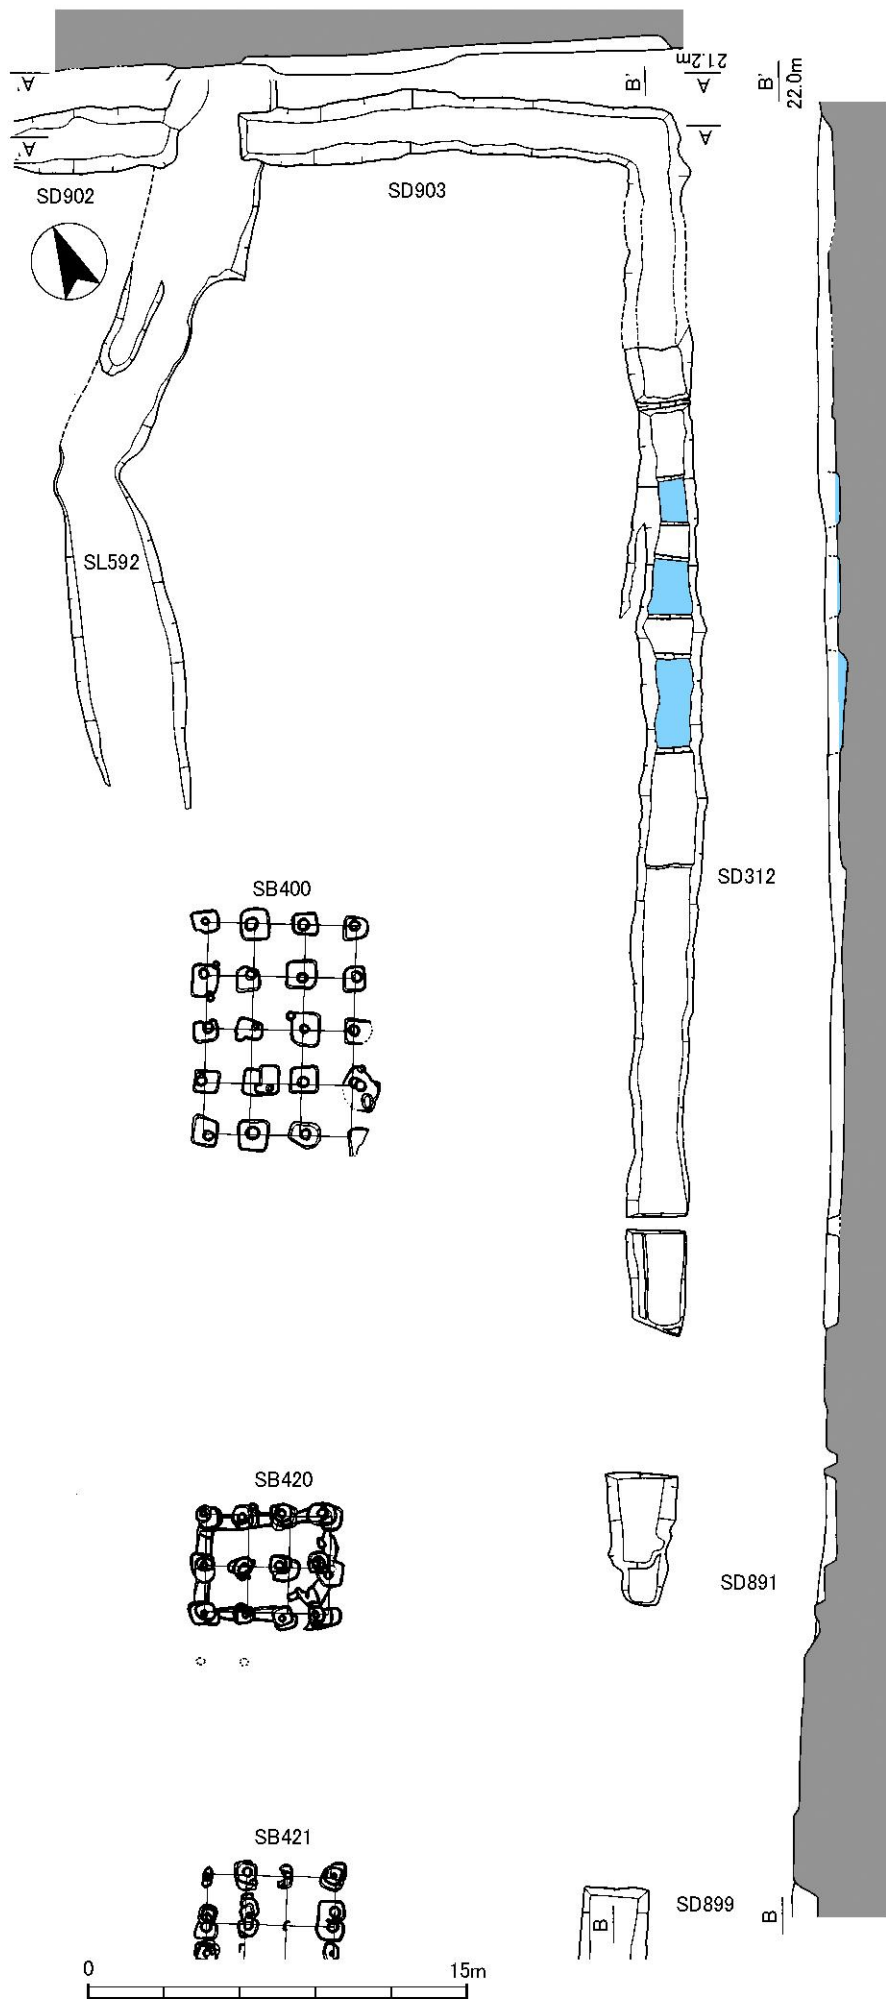 A'
A'
SD902
SD903
B'
21.2m
A
A
B'
22.0m
SL592
SB400
SD312
SB420
SD891
SB421
SD899
B
B
0 15m